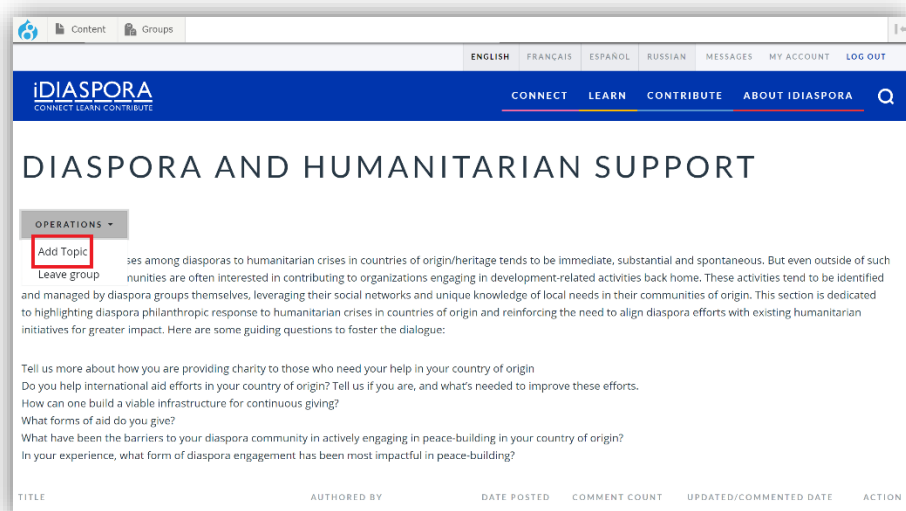 Content Groups
ENGLISH FRANÇAIS ESPAÑOL RUSSIAN MESSAGES MY ACCOUNT LOG OUT
iDIASPORA
CONNECT LEARN CONTRIBUTE
CONNECT LEARN CONTRIBUTE ABOUT IDIASPORA
DIASPORA AND HUMANITARIAN SUPPORT
OPERATIONS
Add Topic
Leave group
among diasporas to humanitarian crises in countries of origin/heritage tends to be immediate, substantial and spontaneous. But even outside of such
are often interested in contributing to organizations engaging in development-related activities back home. These activities tend to be identified
and managed by diaspora groups themselves, leveraging their social networks and unique knowledge of local needs in their communities of origin. This section is dedicated
to highlighting diaspora philanthropic response to humanitarian crises in countries of origin and reinforcing the need to align diaspora efforts with existing humanitarian
initiatives for greater impact. Here are some guiding questions to foster the dialogue:
Tell us more about how you are providing charity to those who need your help in your country of origin
Do you help international aid efforts in your country of origin? Tell us if you are, and what's needed to improve these efforts.
How can one build a viable infrastructure for continuous giving?
What forms of aid do you give?
What have been the barriers to your diaspora community in actively engaging in peace-building in your country of origin?
In your experience, what form of diaspora engagement has been most impactful in peace-building?
TITLE AUTHORED BY DATE POSTED COMMENT COUNT UPDATED/COMMENTED DATE ACTION